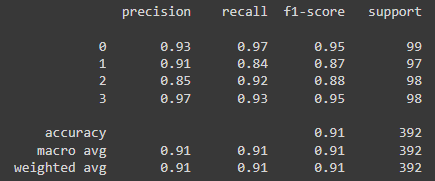 precision recall f1-score support
0 0.93 0.97 0.95 99
1 0.91 0.84 0.87 97
2 0.85 0.92 0.88 98
3 0.97 0.93 0.95 98
accuracy 0.91 392
macro avg 0.91 0.91 0.91 392
weighted avg 0.91 0.91 0.91 392